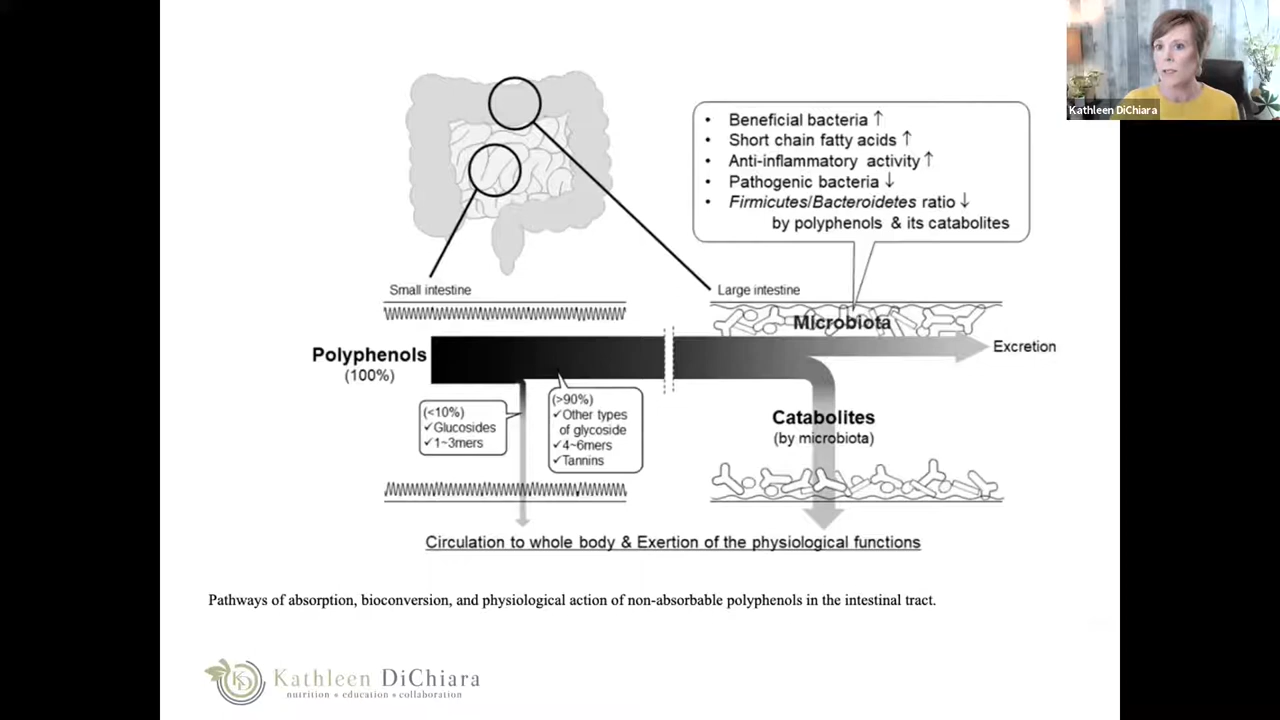 Kathleen DiChiara
• Beneficial bacteria ↑
• Short chain fatty acids ↑
• Anti-inflammatory activity ↑
• Pathogenic bacteria ↓
• Firmicutes/Bacteroidetes ratio ↓
by polyphenols & its catabolites
Small intestine
Large intestine
Microbiota
Excretion
Polyphenols
(100%)
(<10%)
✓Glucosides
✓1~3mers
(>90%)
✓Other types
of glycoside
✓4~6mers
✓Tannins
Catabolites
(by microbiota)
Circulation to whole body & Exertion of the physiological functions
Pathways of absorption, bioconversion, and physiological action of non-absorbable polyphenols in the intestinal tract.
KD
Kathleen DiChiara
nutrition • education • collaboration